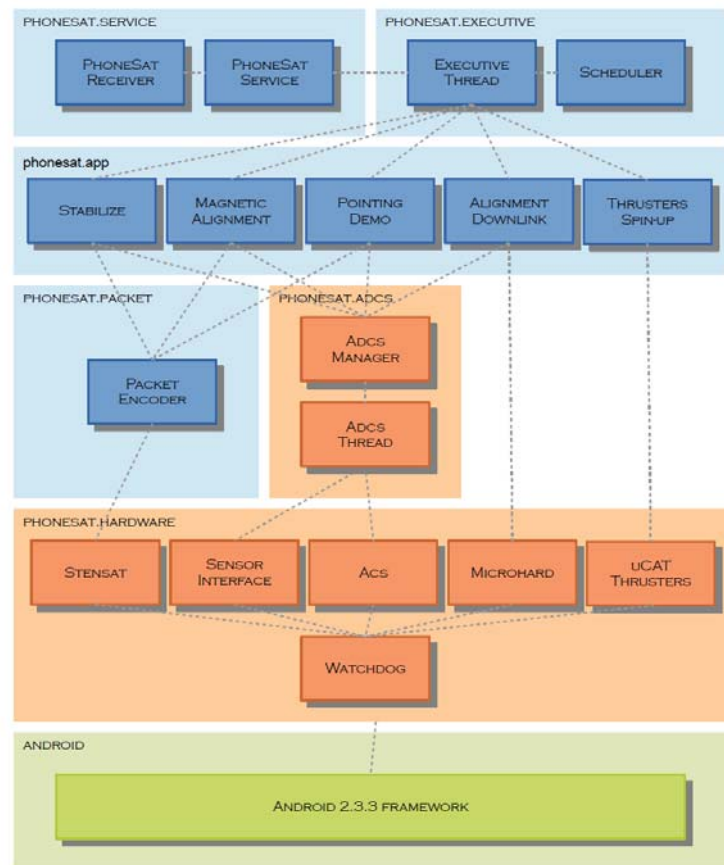 PHONESAT.SERVICE
PHONESAT
RECEIVER
PHONESAT
SERVICE
PHONESAT.EXECUTIVE
EXECUTIVE
THREAD
SCHEDULER
phonesat.app
STABILIZE
MAGNETIC
ALIGNMENT
POINTING
DEMO
ALIGNMENT
DOWNLINK
THRUSTERS
SPIN-UP
PHONESAT.PACKET
PACKET
ENCODER
PHONESAT.ADCS
ADCS
MANAGER
ADCS
THREAD
PHONESAT.HARDWARE
STENSAT
SENSOR
INTERFACE
ACS
MICROHARD
UCAT
THRUSTERS
WATCHDOG
ANDROID
ANDROID 2.3.3 FRAMEWORK